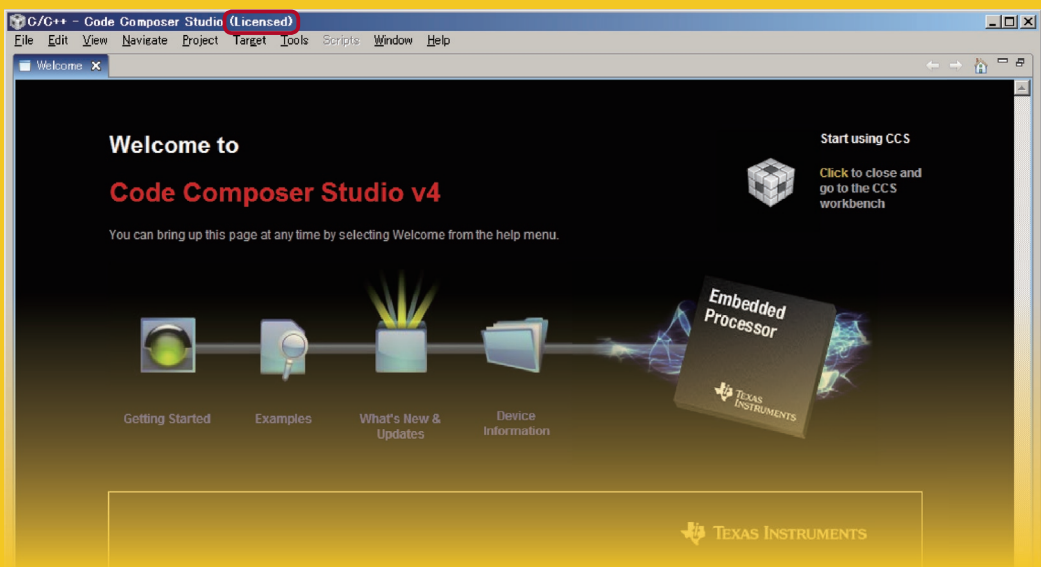 C/C++ - Code Composer Studio (Licensed)
File Edit View Navigate Project Target Tools Scripts Window Help
Welcome
Welcome to
Code Composer Studio v4
You can bring up this page at any time by selecting Welcome from the help menu.
Start using CCS
Click to close and
go to the CCS
workbench
Getting Started
Examples
What's New &
Updates
Device
Information
Embedded
Processor
TEXAS
INSTRUMENTS
TEXAS INSTRUMENTS